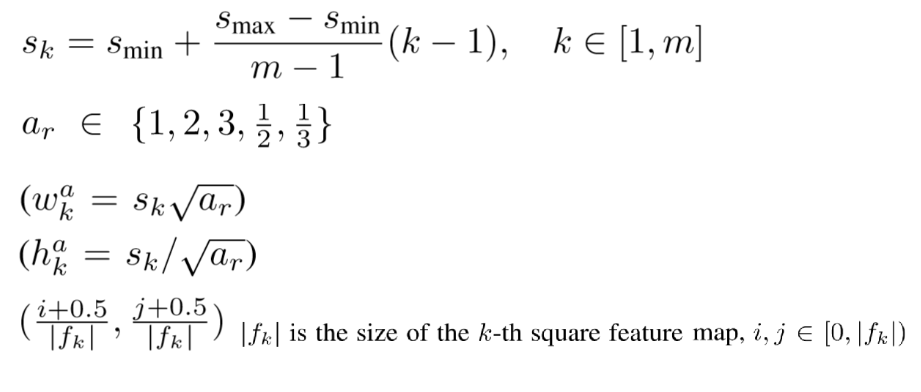 s_k = s_min + (s_max − s_min)/(m − 1) (k − 1), k ∈ [1, m]
a_r ∈ {1, 2, 3, 1/2, 1/3}
(w_k^a = s_k√a_r)
(h_k^a = s_k/√a_r)
((i+0.5)/|f_k|, (j+0.5)/|f_k|) |f_k| is the size of the k-th square feature map, i, j ∈ [0, |f_k|)